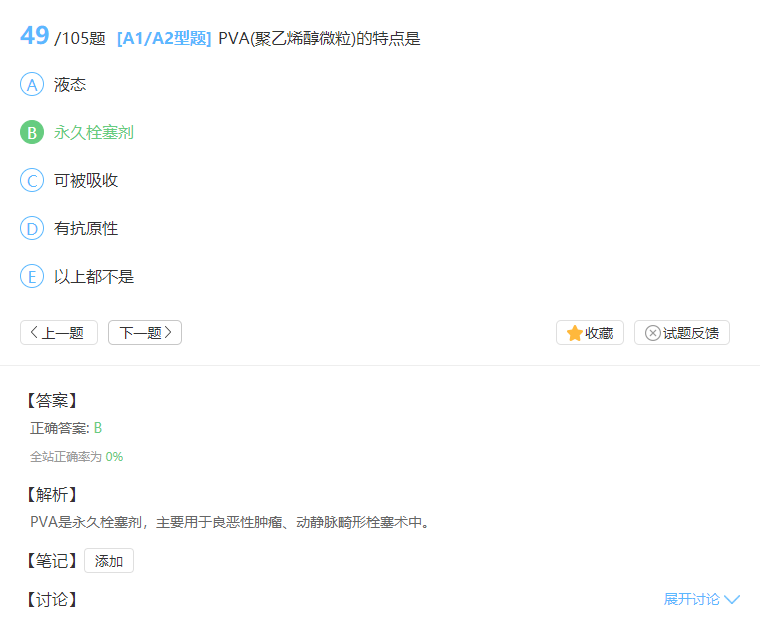 49 /105题 [A1/A2型题] PVA(聚乙烯醇微粒)的特点是
A 液态
B 永久栓塞剂
C 可被吸收
D 有抗原性
E 以上都不是
上一题 下一题 收藏 试题反馈
【答案】
正确答案: B
全站正确率为 0%
【解析】
PVA是永久栓塞剂，主要用于良恶性肿瘤、动静脉畸形栓塞术中。
【笔记】 添加
【讨论】 展开讨论